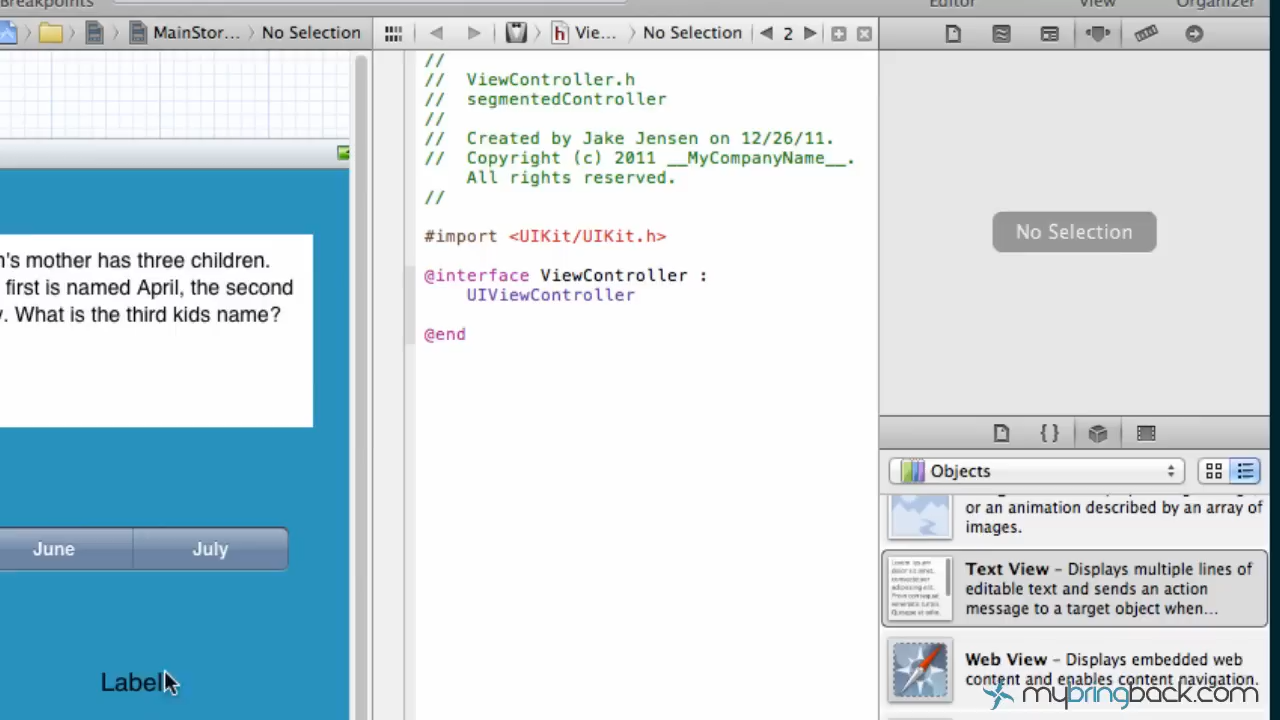 Breakpoints
Editor
View
Organizer
MainStor...
No Selection
Vie...
No Selection
2
//
// ViewController.h
// segmentedController
//
// Created by Jake Jensen on 12/26/11.
// Copyright (c) 2011 __MyCompanyName__.
All rights reserved.
//
#import <UIKit/UIKit.h>
@interface ViewController :
UIViewController
@end
n's mother has three children.
first is named April, the second
. What is the third kids name?
June
July
Label
No Selection
{ }
Objects
or an animation described by an array of
images.
Text View – Displays multiple lines of
editable text and sends an action
message to a target object when...
Web View – Displays embedded web
content and enables content navigation.
mybringback.com